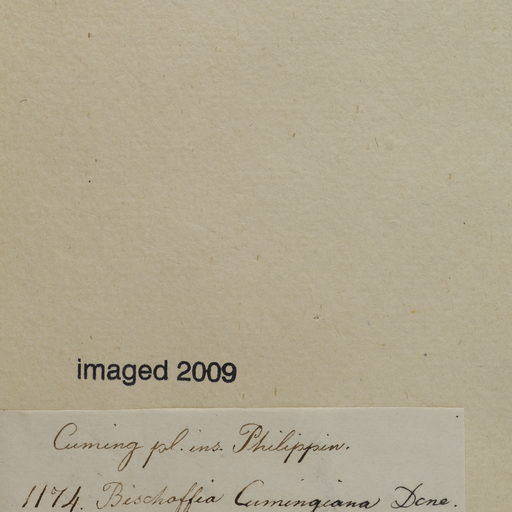 imaged 2009
Cuming pl. ins. Philippin.
1174. Bischoffia Cumingiana Dcne.